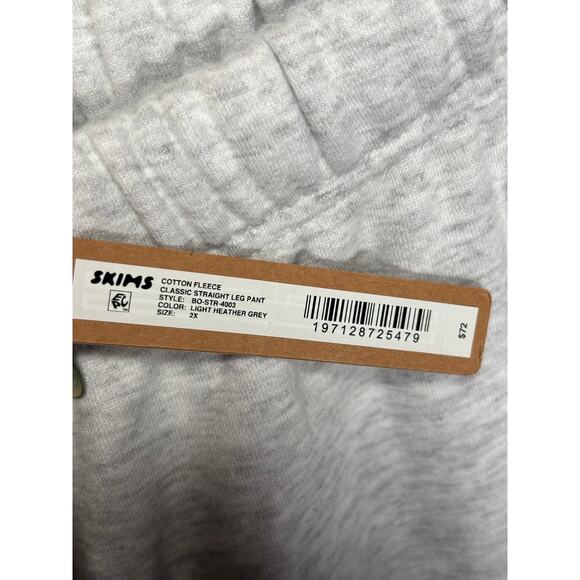 SKIMS
COTTON FLEECE
CLASSIC STRAIGHT LEG PANT
STYLE: BO-STR-4003
COLOR: LIGHT HEATHER GREY
SIZE: 2X
197128725479
$72